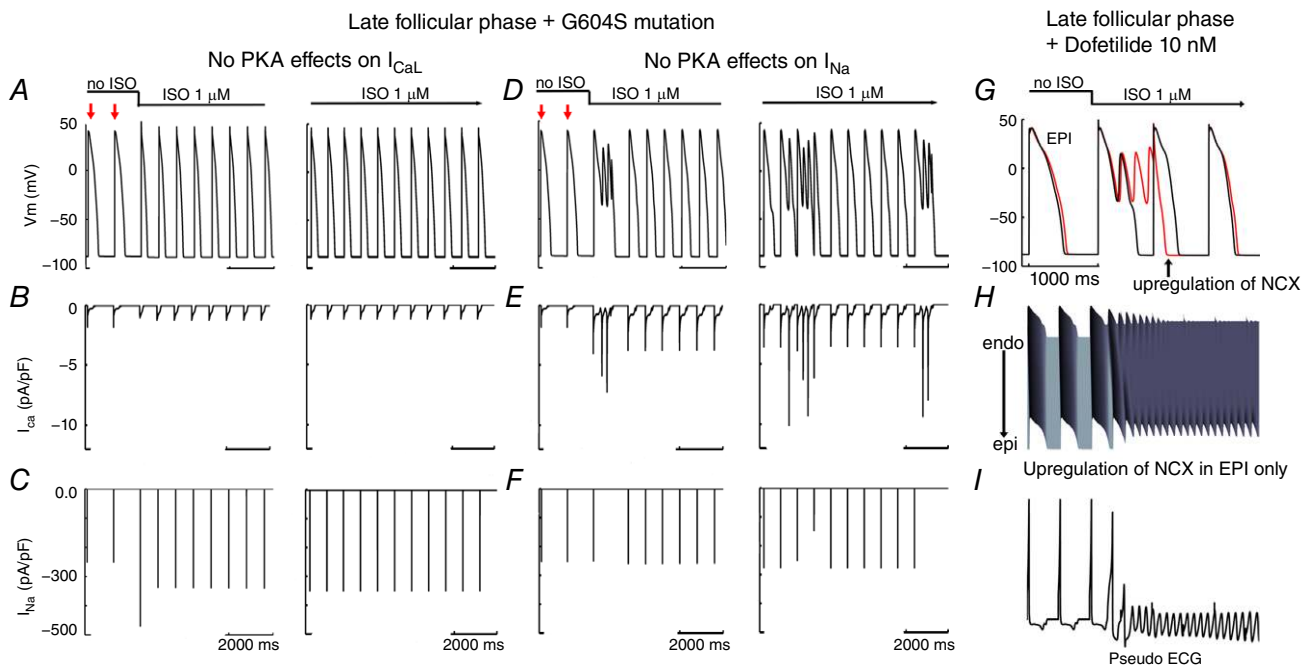 Late follicular phase + G604S mutation
Late follicular phase
+ Dofetilide 10 nM
No PKA effects on I_CaL
No PKA effects on I_Na
A
no ISO
ISO 1 μM
ISO 1 μM
D
no ISO
ISO 1 μM
ISO 1 μM
G
no ISO
ISO 1 μM
Vm (mV)
50
0
−50
−100
50
0
−50
−100
EPI
1000 ms
upregulation of NCX
B
E
H
I_ca (pA/pF)
0
−5
−10
endo
epi
C
F
Upregulation of NCX in EPI only
I
I_Na (pA/pF)
0.0
−300
−500
2000 ms
2000 ms
2000 ms
2000 ms
Pseudo ECG